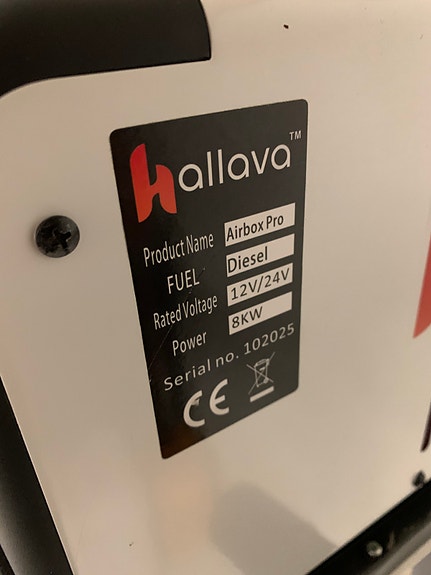 hallava™
Product Name Airbox Pro
FUEL Diesel
Rated Voltage 12V/24V
Power 8KW
Serial no. 102025
CE